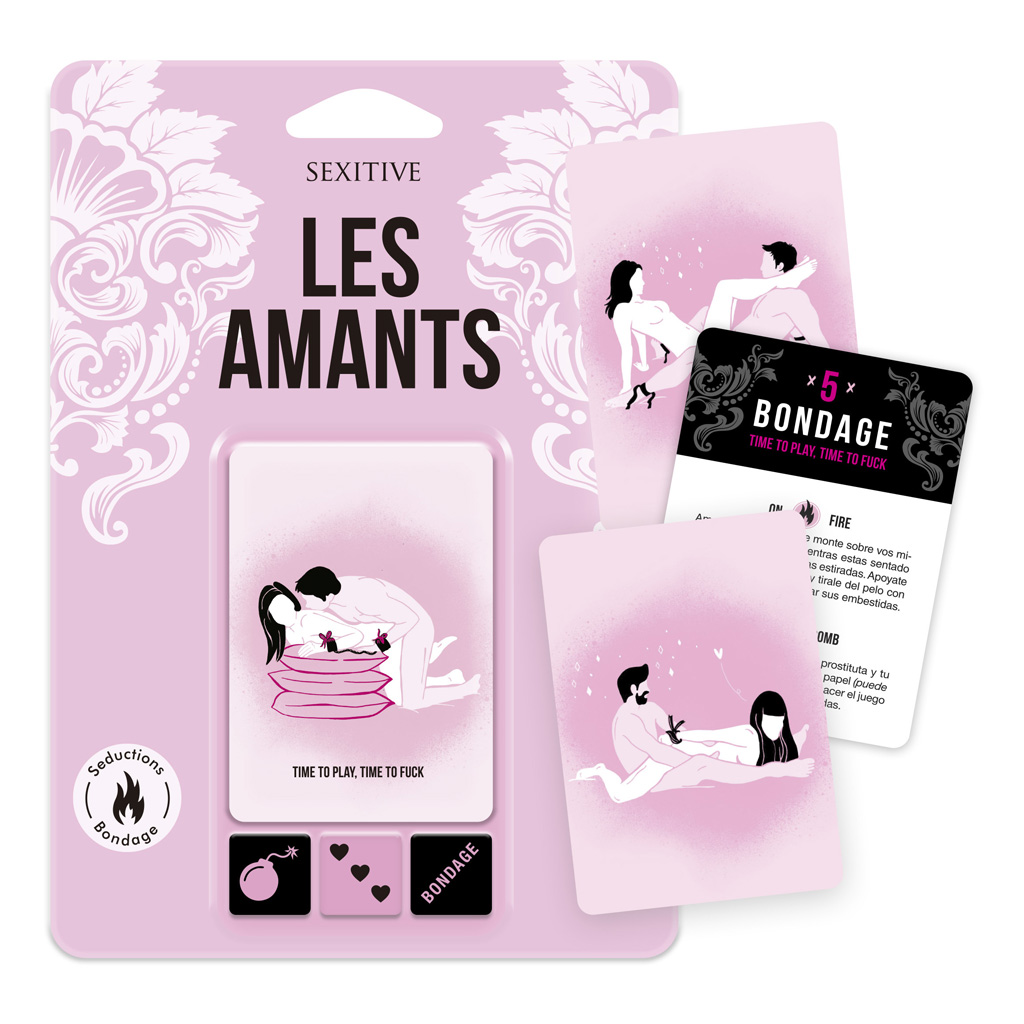 SEXITIVE
LES
AMANTS
TIME TO PLAY, TIME TO FUCK
Seductions
Bondage
BONDAGE
× 5 ×
BONDAGE
TIME TO PLAY, TIME TO FUCK
ON FIRE
monte sobre vos mi-
entras estas sentado
estiradas. Apoyate
y tirale del pelo con
sus embestidas.
OMB
prostituta y tu
papel (puede
acer el juego